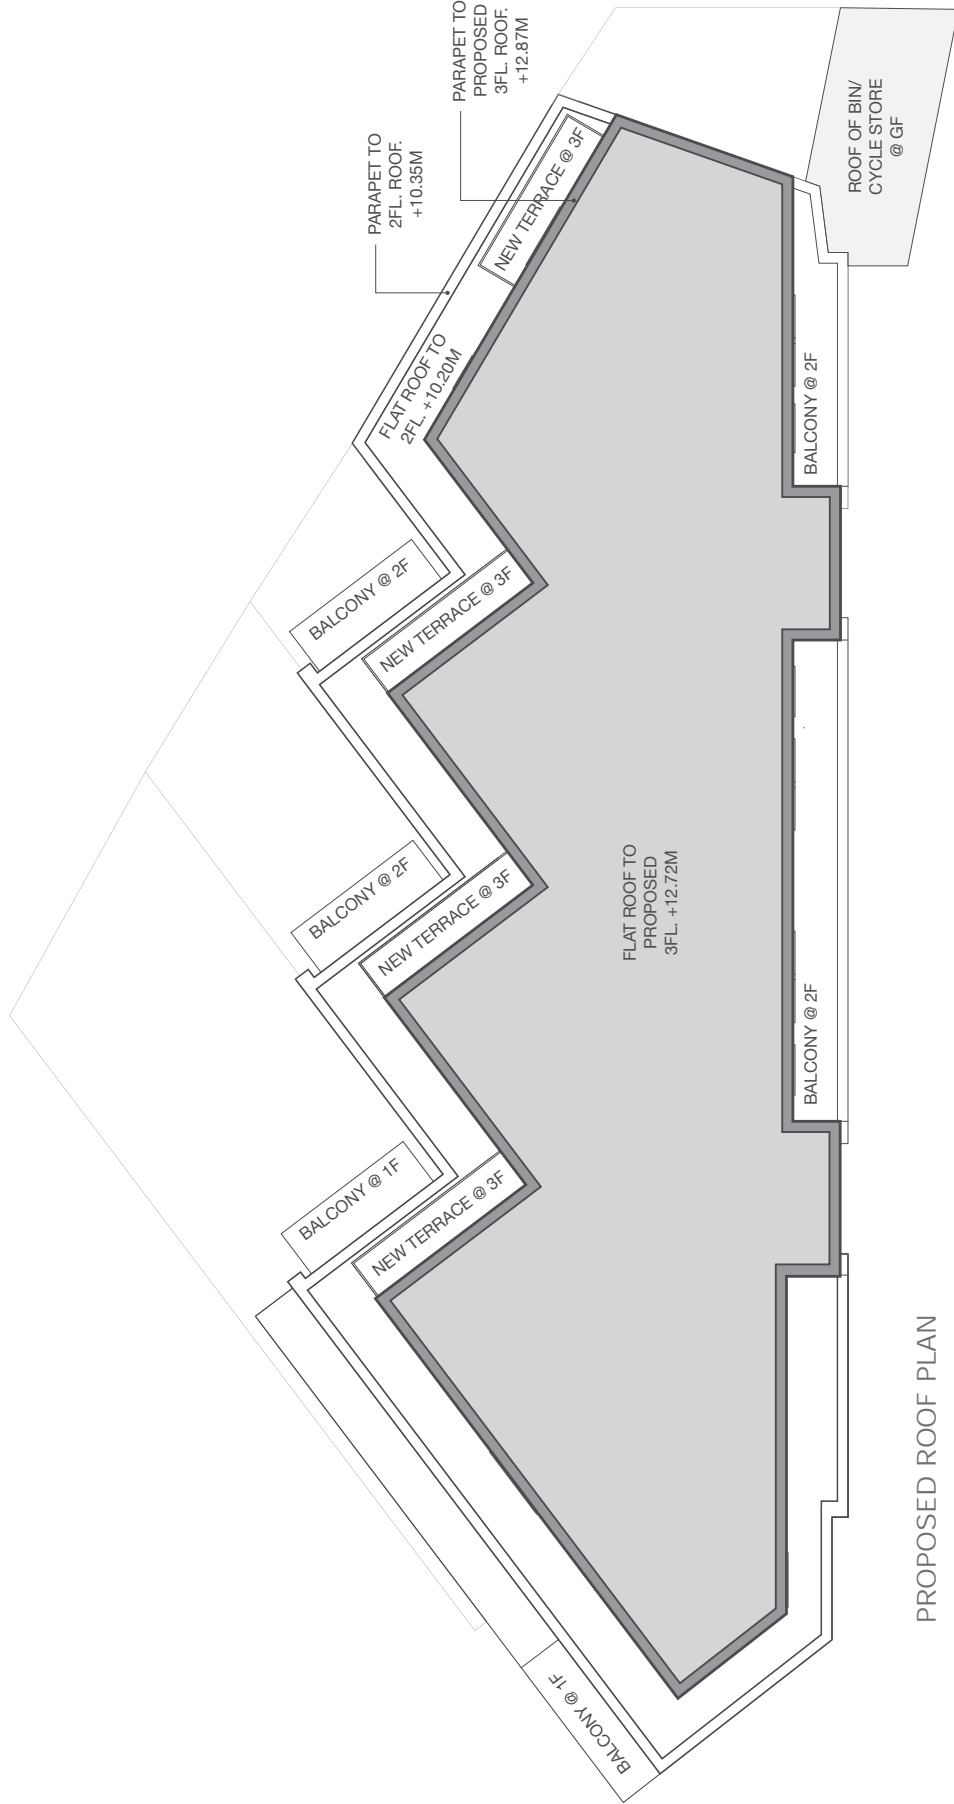 PARAPET TO
PROPOSED
3FL. ROOF.
+12.87M
PARAPET TO
2FL. ROOF.
+10.35M
NEW TERRACE @ 3F
FLAT ROOF TO
2FL. +10.20M
ROOF OF BIN/
CYCLE STORE
@ GF
BALCONY @ 2F
BALCONY @ 2F
NEW TERRACE @ 3F
BALCONY @ 2F
NEW TERRACE @ 3F
FLAT ROOF TO
PROPOSED
3FL. +12.72M
BALCONY @ 2F
BALCONY @ 1F
NEW TERRACE @ 3F
BALCONY @ 1F
PROPOSED ROOF PLAN